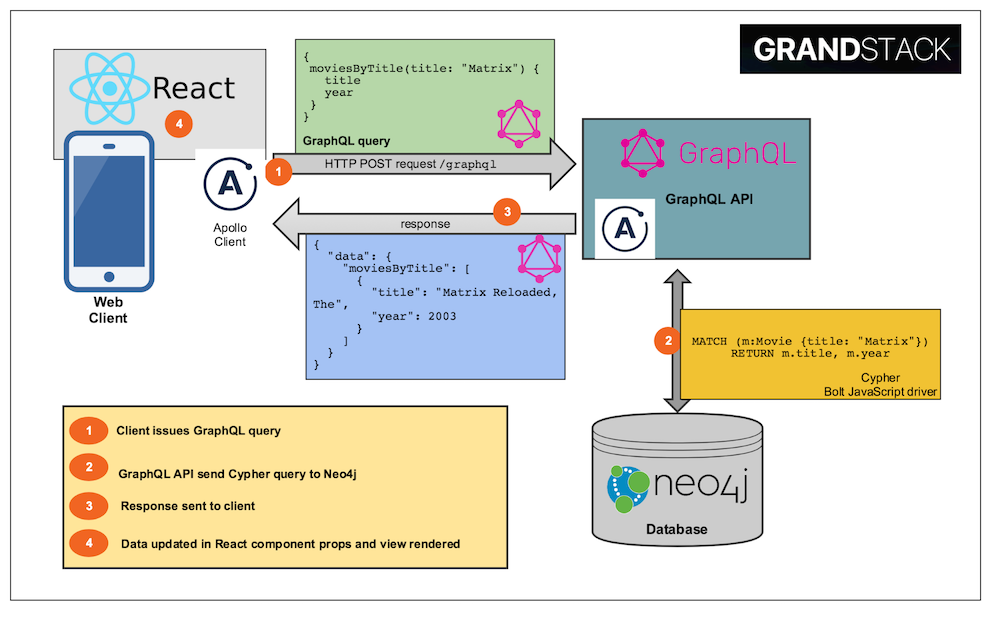 GRANDSTACK
React
4
{
moviesByTitle(title: "Matrix") {
title
year
}
}
GraphQL query
1
HTTP POST request /graphql
GraphQL
GraphQL API
Apollo
Client
3
response
{
"data": {
"moviesByTitle": [
{
"title": "Matrix Reloaded,
The",
"year": 2003
}
]
}
}
Web
Client
2
MATCH (m:Movie {title: "Matrix"})
RETURN m.title, m.year
Cypher
Bolt JavaScript driver
1
Client issues GraphQL query
2
GraphQL API send Cypher query to Neo4j
3
Response sent to client
4
Data updated in React component props and view rendered
neo4j
Database